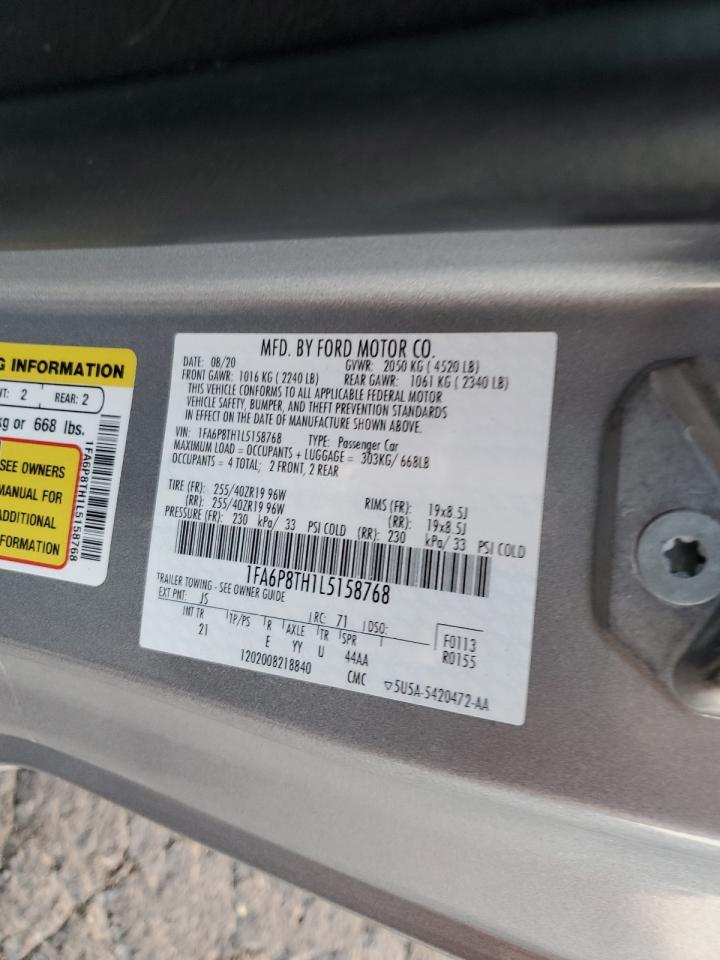 G INFORMATION
NT: 2 REAR: 2
kg or 668 lbs.
SEE OWNERS
MANUAL FOR
ADDITIONAL
INFORMATION
1FA6P8TH1L5158768
MFD. BY FORD MOTOR CO.
DATE: 08/20 GVWR: 2050 KG ( 4520 LB)
FRONT GAWR: 1016 KG ( 2240 LB) REAR GAWR: 1061 KG ( 2340 LB)
THIS VEHICLE CONFORMS TO ALL APPLICABLE FEDERAL MOTOR
VEHICLE SAFETY, BUMPER, AND THEFT PREVENTION STANDARDS
IN EFFECT ON THE DATE OF MANUFACTURE SHOWN ABOVE.
VIN: 1FA6P8TH1L5158768 TYPE: Passenger Car
MAXIMUM LOAD = OCCUPANTS + LUGGAGE = 303KG/ 668LB
OCCUPANTS = 4 TOTAL; 2 FRONT, 2 REAR
TIRE (FR): 255/40ZR19 96W RIMS (FR): 19x8.5J
(RR): 255/40ZR19 96W (RR): 19x8.5J
PRESSURE (FR): 230 kPa/ 33 PSI COLD (RR): 230 kPa/ 33 PSI COLD
1FA6P8TH1L5158768
TRAILER TOWING - SEE OWNER GUIDE
EXT PNT: JS RC: 71 DSO: F0113
INT TR TP/PS R AXLE TR SPR R0155
21 E YY U 44AA
1202008218840 CMC ▽5U5A-5420472-AA